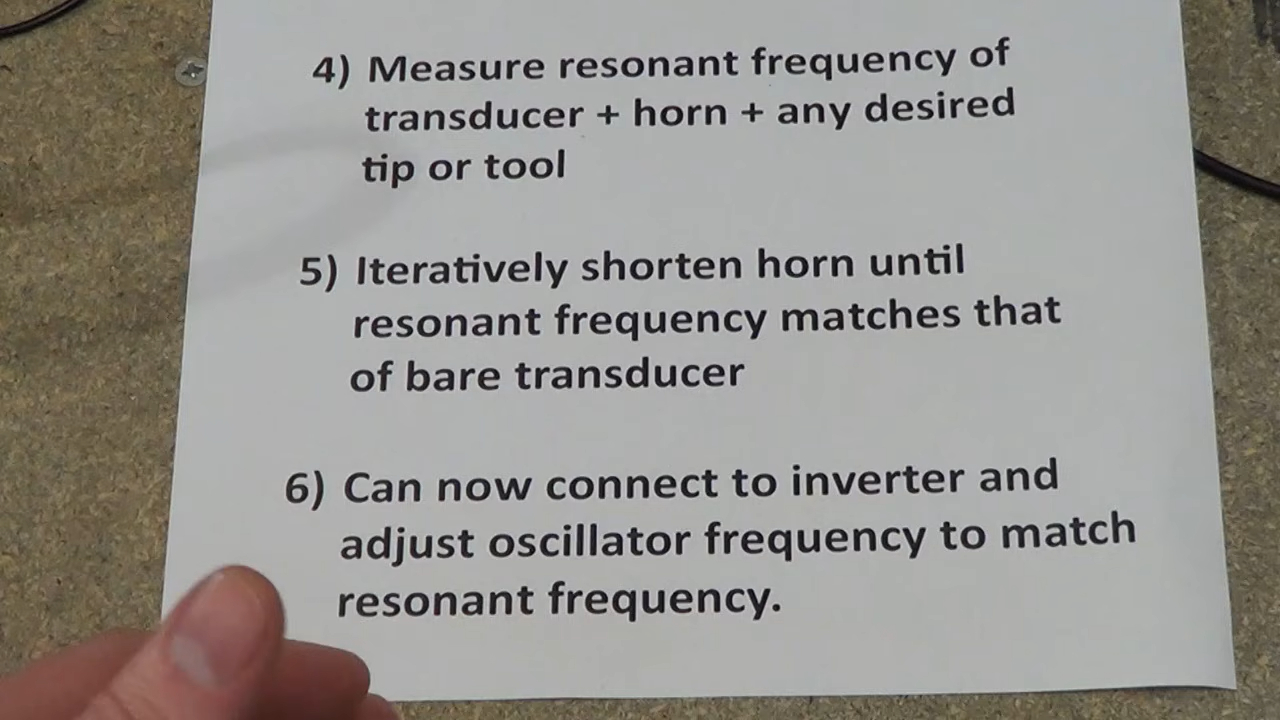 4) Measure resonant frequency of
transducer + horn + any desired
tip or tool
5) Iteratively shorten horn until
resonant frequency matches that
of bare transducer
6) Can now connect to inverter and
adjust oscillator frequency to match
resonant frequency.